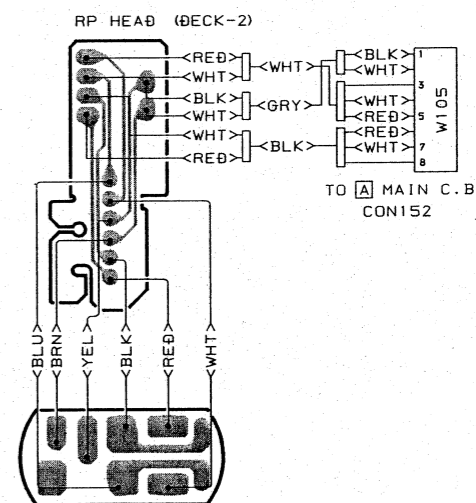 RP HEAD (DECK-2)
<RED>
<WHT>
<WHT>
<BLK>
<WHT>
<GRY>
<WHT>
<RED>
<BLK>
<BLK>
<WHT>
<WHT>
<RED>
<RED>
<WHT>
1
3
5
7
8
W105
TO A MAIN C.B
CON152
<BLU>
<BRN>
<YEL>
<BLK>
<RED>
<WHT>